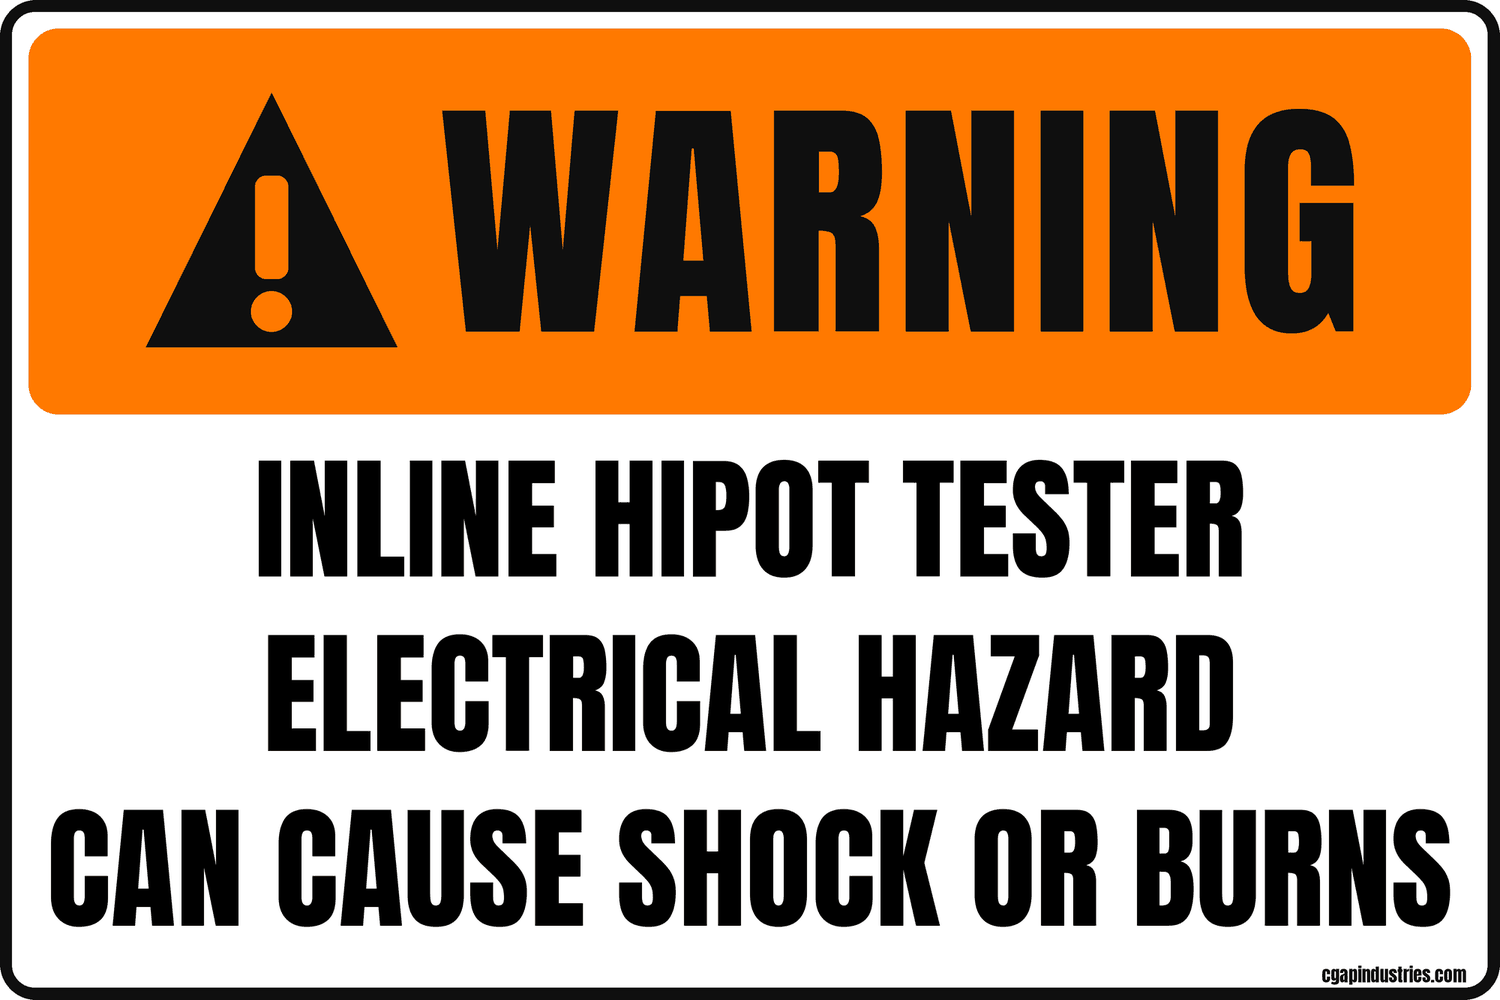 WARNING
INLINE HIPOT TESTER
ELECTRICAL HAZARD
CAN CAUSE SHOCK OR BURNS
cgapindustries.com